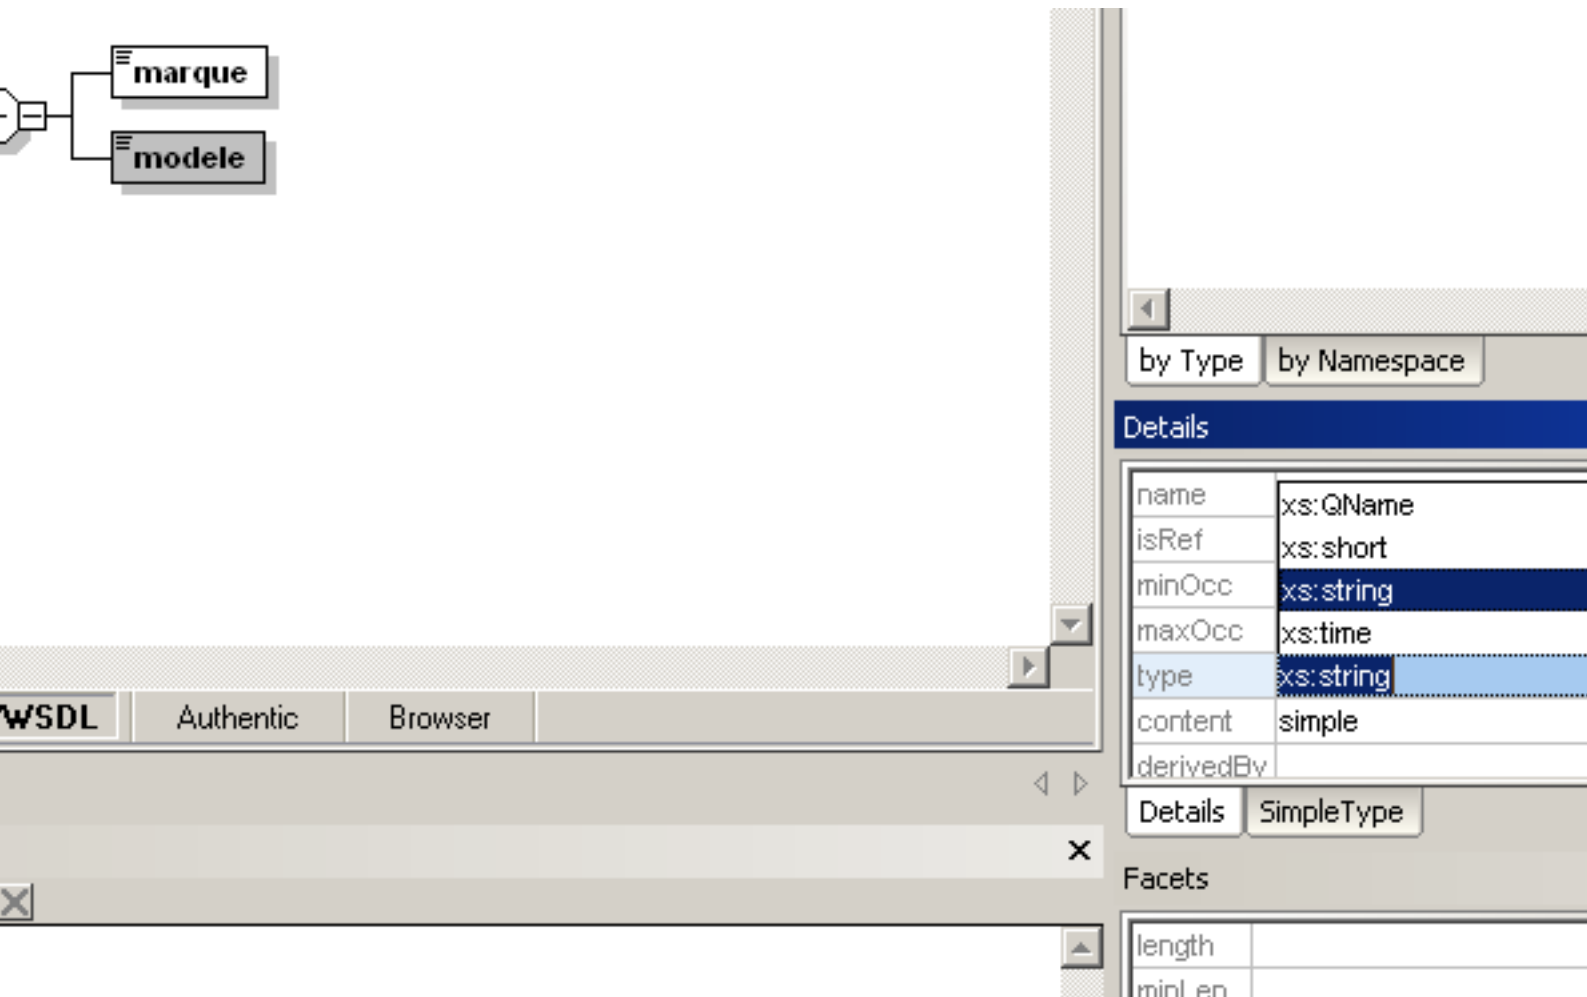 marque
modele
by Type by Namespace
Details
name
isRef
minOcc
maxOcc
type
content
derivedBy
xs:QName
xs:short
xs:string
xs:time
xs:string
simple
WSDL Authentic Browser
Details SimpleType
Facets
length
minLen